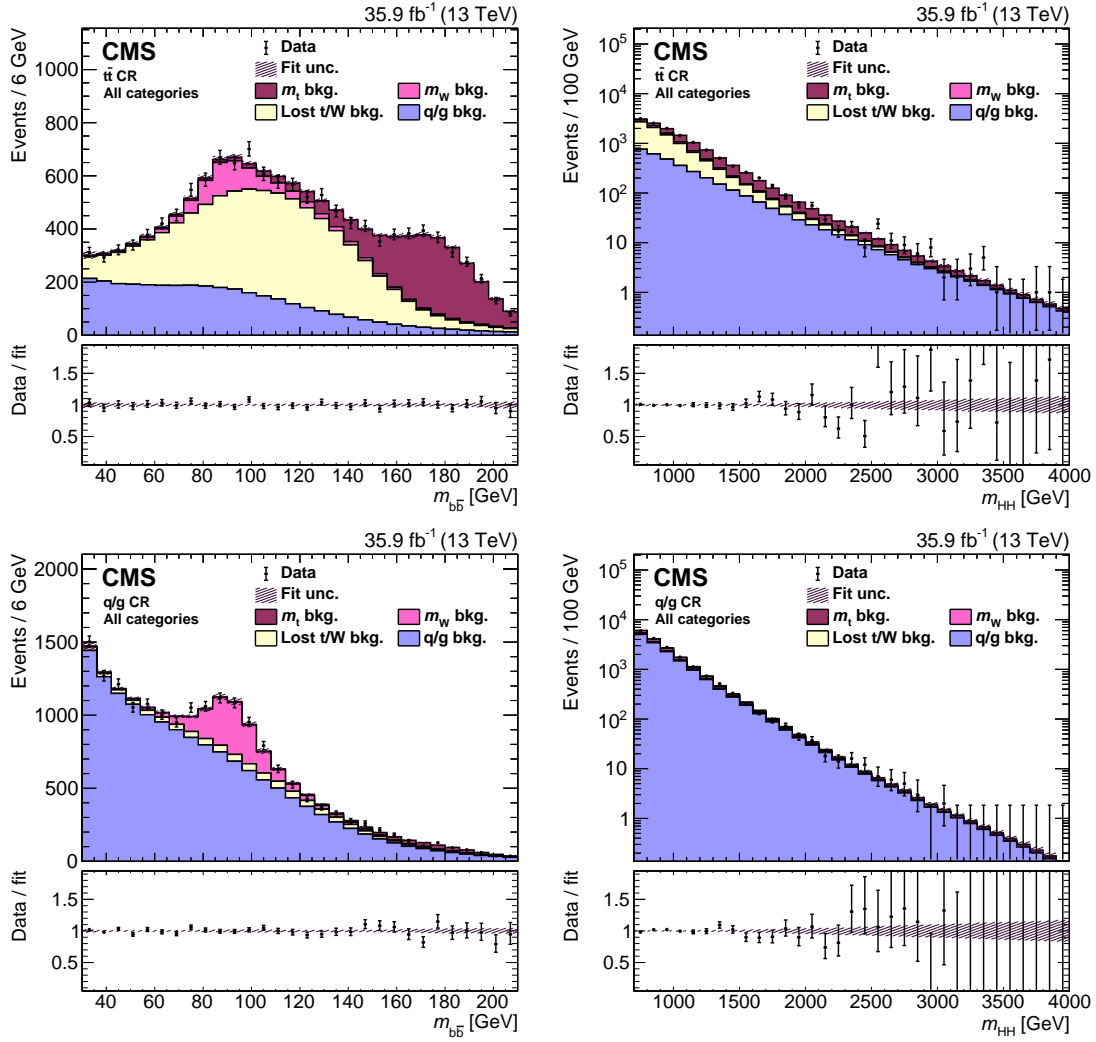 35.9 fb⁻¹ (13 TeV)
CMS
tt̄ CR
All categories
Data
Fit unc.
mt bkg.
mW bkg.
Lost t/W bkg.
q/g bkg.
Events / 6 GeV
1000
800
600
400
200
0
Data / fit
1.5
1
0.5
40 60 80 100 120 140 160 180 200
mbb̄ [GeV]
35.9 fb⁻¹ (13 TeV)
CMS
tt̄ CR
All categories
Data
Fit unc.
mt bkg.
mW bkg.
Lost t/W bkg.
q/g bkg.
Events / 100 GeV
10⁵
10⁴
10³
10²
10
1
Data / fit
1.5
1
0.5
1000 1500 2000 2500 3000 3500 4000
mHH [GeV]
35.9 fb⁻¹ (13 TeV)
CMS
q/g CR
All categories
Data
Fit unc.
mt bkg.
mW bkg.
Lost t/W bkg.
q/g bkg.
Events / 6 GeV
2000
1500
1000
500
0
Data / fit
1.5
1
0.5
40 60 80 100 120 140 160 180 200
mbb̄ [GeV]
35.9 fb⁻¹ (13 TeV)
CMS
q/g CR
All categories
Data
Fit unc.
mt bkg.
mW bkg.
Lost t/W bkg.
q/g bkg.
Events / 100 GeV
10⁵
10⁴
10³
10²
10
1
Data / fit
1.5
1
0.5
1000 1500 2000 2500 3000 3500 4000
mHH [GeV]